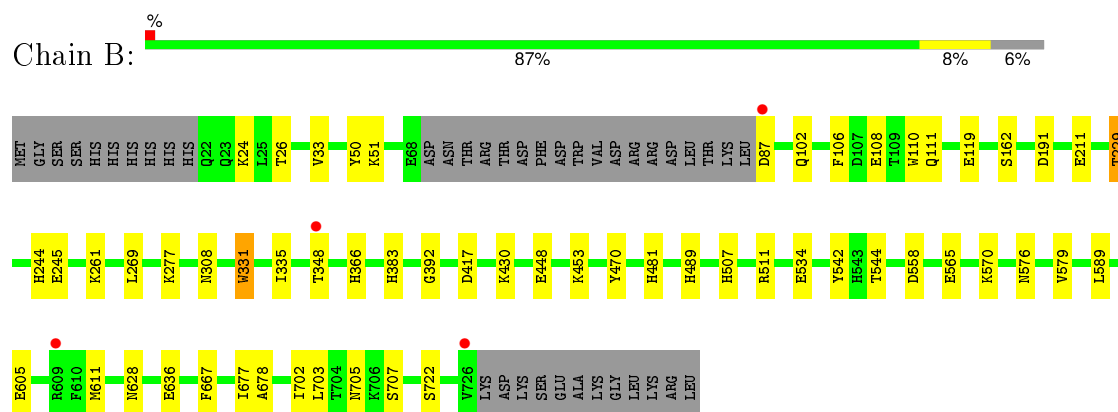 %
Chain B:
87% 8% 6%
MET GLY SER SER HIS HIS HIS HIS HIS HIS Q22 Q23 K24 L25 T26 V33 Y50 K51 E68 ASP ASN THR ARG THR ASP PHE ASP TRP VAL ASP ARG ARG ASP LEU THR LYS LEU D87 Q102 F106 D107 E108 T109 W110 Q111 E119 S162 D191 E211 T229
H244 E245 K261 L269 K277 N308 W331 I335 T348 H366 H383 G392 D417 K430 E448 K453 Y470 H481 H489 H507 R511 E534 Y542 H543 T544 D558 E565 K570 N576 V579 L589
E605 R609 F610 M611 N628 E636 F667 I677 A678 I702 L703 T704 N705 K706 S707 S722 V726 LYS ASP LYS SER GLU ALA LYS GLY LEU LYS ARG LEU